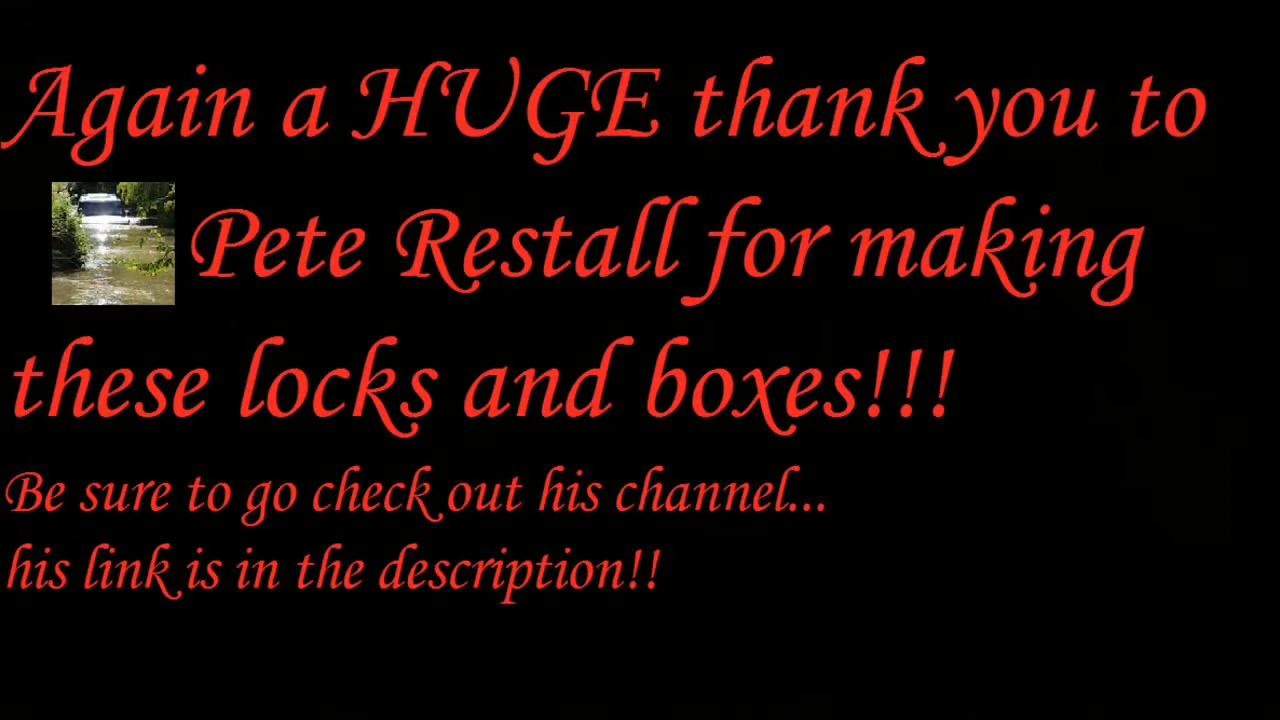 Again a HUGE thank you to
Pete Restall for making
these locks and boxes!!!
Be sure to go check out his channel...
his link is in the description!!